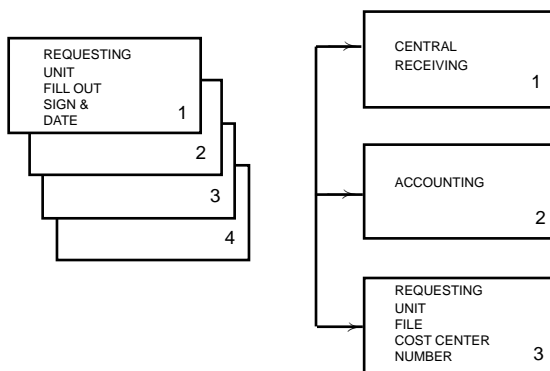 REQUESTING
UNIT
FILL OUT
SIGN &
DATE
1
2
3
4
CENTRAL
RECEIVING
1
ACCOUNTING
2
REQUESTING
UNIT
FILE
COST CENTER
NUMBER
3